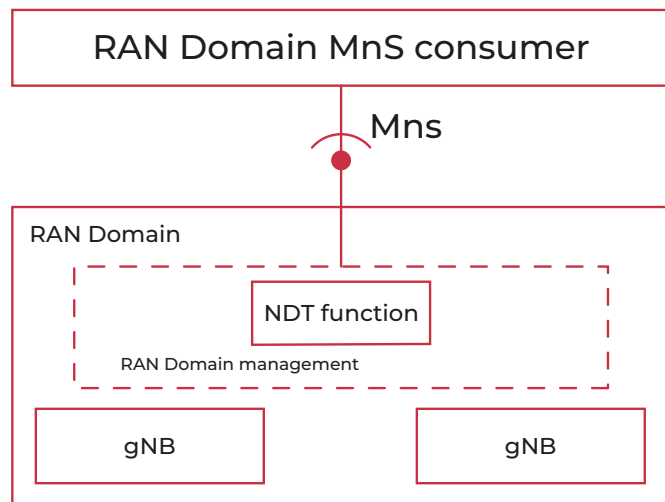 RAN Domain MnS consumer
Mns
RAN Domain
NDT function
RAN Domain management
gNB
gNB